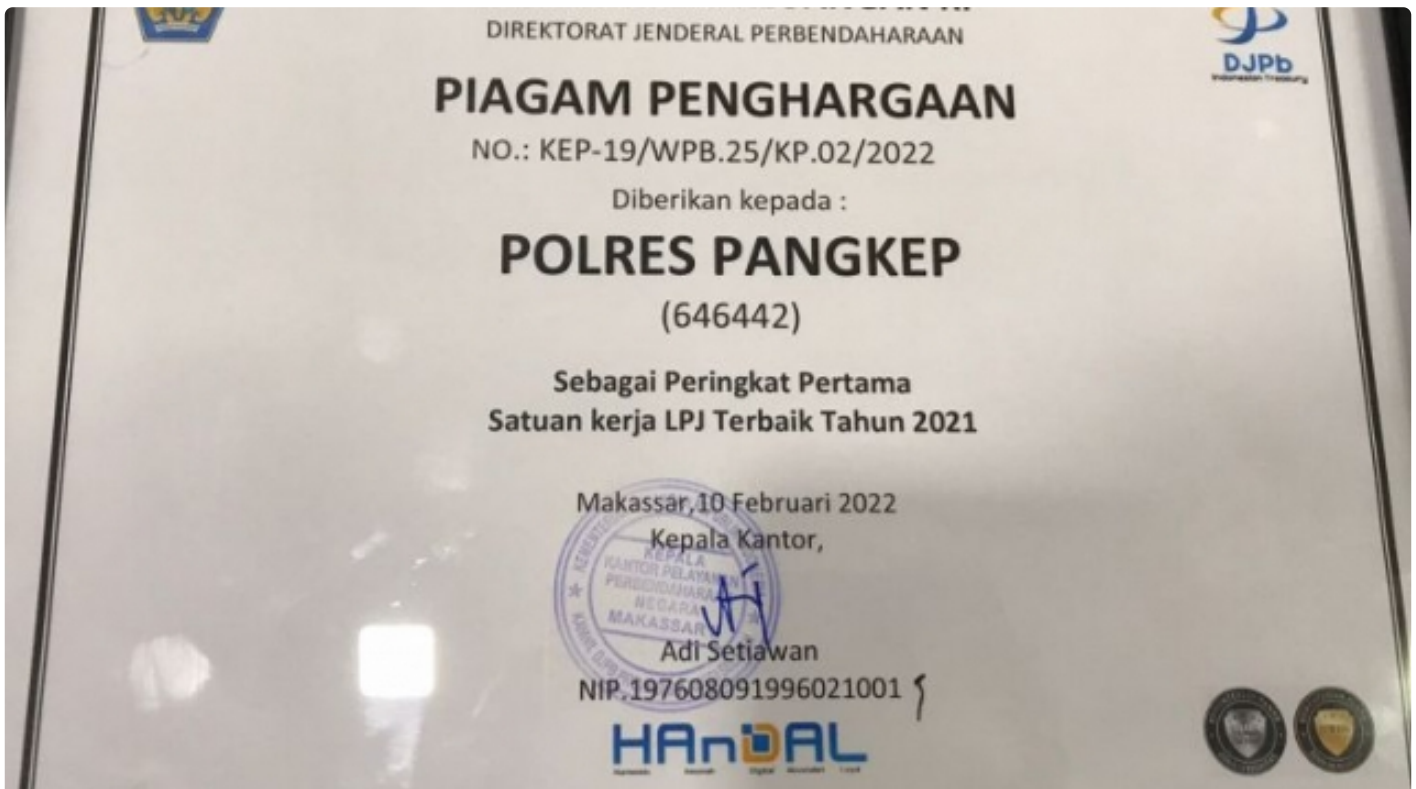 DIREKTORAT JENDERAL PERBENDAHARAAN
DJPb
Indonesian Treasury
PIAGAM PENGHARGAAN
NO.: KEP-19/WPB.25/KP.02/2022
Diberikan kepada :
POLRES PANGKEP
(646442)
Sebagai Peringkat Pertama
Satuan kerja LPJ Terbaik Tahun 2021
Makassar,10 Februari 2022
Kepala Kantor,
KEPALA
KANTOR PELAYANAN
PERBENDAHARAAN
NEGARA
MAKASSAR
Adi Setiawan
NIP.197608091996021001
HAnDAL